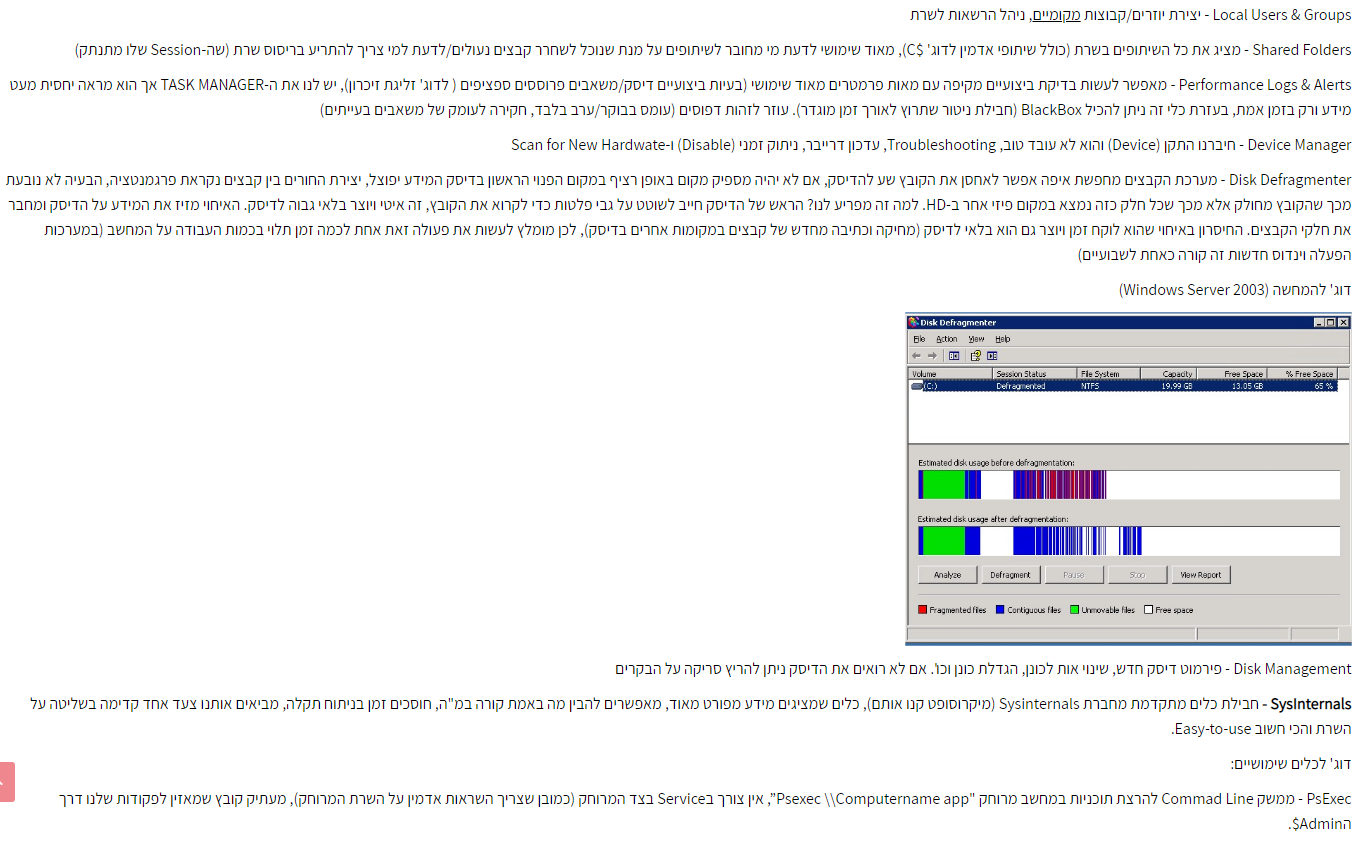 Local Users & Groups - יצירת יוזרים/קבוצות מקומיים, ניהל הרשאות לשרת
Shared Folders - מציג את כל השיתופים בשרת (כולל שיתופי אדמין לדוג' C$), מאוד שימושי לדעת מי מחובר לשיתופים על מנת שנוכל לשחרר קבצים נעולים/לדעת למי צריך להתריע בריסוס שרת (שה-Session שלו מתנתק)
Performance Logs & Alerts - מאפשר לעשות בדיקת ביצועיים מקיפה עם מאות פרמטרים מאוד שימושי (בעיות ביצועיים דיסק/משאבים פרוססים ספציפים ( לדוג' זליגת זיכרון), יש לנו את ה-TASK MANAGER אך הוא מראה יחסית מעט
מידע ורק בזמן אמת, בעזרת כלי זה ניתן להכיל BlackBox (חבילת ניטור שתרוץ לאורך זמן מוגדר). עוזר לזהות דפוסים (עומס בבוקר/ערב בלבד, חקירה לעומק של משאבים בעייתים)
Device Manager - חיברנו התקן (Device) והוא לא עובד טוב, Troubleshooting, עדכון דרייבר, ניתוק זמני (Disable) ו-Scan for New Hardwate
Disk Defragmenter - מערכת הקבצים מחפשת איפה אפשר לאחסן את הקובץ שע להדיסק, אם לא יהיה מספיק מקום באופן רציף במקום הפנוי הראשון בדיסק המידע יפוצל, יצירת החורים בין קבצים נקראת פרגמנטציה, הבעיה לא נובעת
מכך שהקובץ מחולק אלא מכך שכל חלק כזה נמצא במקום פיזי אחר ב-HD. למה זה מפריע לנו? הראש של הדיסק חייב לשוטט על גבי פלטות כדי לקרוא את הקובץ, זה איטי ויוצר בלאי גבוה לדיסק. האיחוי מזיז את המידע על הדיסק ומחבר
את חלקי הקבצים. החיסרון באיחוי שהוא לוקח זמן ויוצר גם הוא בלאי לדיסק (מחיקה וכתיבה מחדש של קבצים במקומות אחרים בדיסק), לכן מומלץ לעשות את פעולה זאת אחת לכמה זמן תלוי בכמות העבודה על המחשב (במערכות
הפעלה וינדוס חדשות זה קורה כאחת לשבועיים)
דוג' להמחשה (Windows Server 2003)
Disk Defragmenter
File Action View Help
Volume Session Status File System Capacity Free Space % Free Space
(C:) Defragmented NTFS 19.99 GB 13.05 GB 65 %
Estimated disk usage before defragmentation:
Estimated disk usage after defragmentation:
Analyze Defragment Pause Stop View Report
Fragmented files Contiguous files Unmovable files Free space
Disk Management - פירמוט דיסק חדש, שינוי אות לכונן, הגדלת כונן וכו'. אם לא רואים את הדיסק ניתן להריץ סריקה על הבקרים
SysInternals - חבילת כלים מתקדמת מחברת Sysinternals (מיקרוסופט קנו אותם), כלים שמציגים מידע מפורט מאוד, מאפשרים להבין מה באמת קורה במ"ה, חוסכים זמן בניתוח תקלה, מביאים אותנו צעד אחד קדימה בשליטה על
השרת והכי חשוב Easy-to-use.
דוג' לכלים שימושיים:
PsExec - ממשק Commad Line להרצת תוכניות במחשב מרוחק "Psexec \\Computername app”, אין צורך בService בצד המרוחק (כמובן שצריך השראות אדמין על השרת המרוחק), מעתיק קובץ שמאזין לפקודות שלנו דרך
הAdmin$.